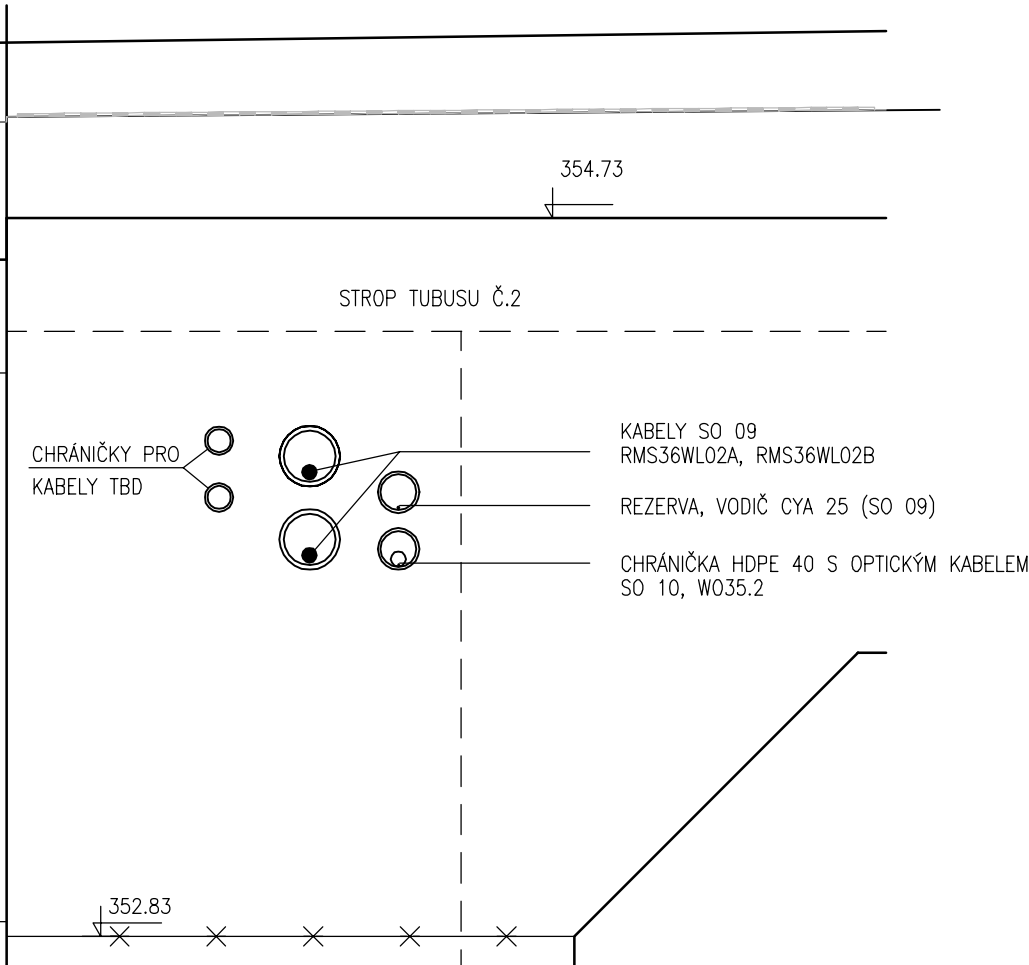 354.73
STROP TUBUSU Č.2
CHRÁNIČKY PRO
KABELY TBD
KABELY SO 09
RMS36WL02A, RMS36WL02B
REZERVA, VODIČ CYA 25 (SO 09)
CHRÁNIČKA HDPE 40 S OPTICKÝM KABELEM
SO 10, WO35.2
352.83